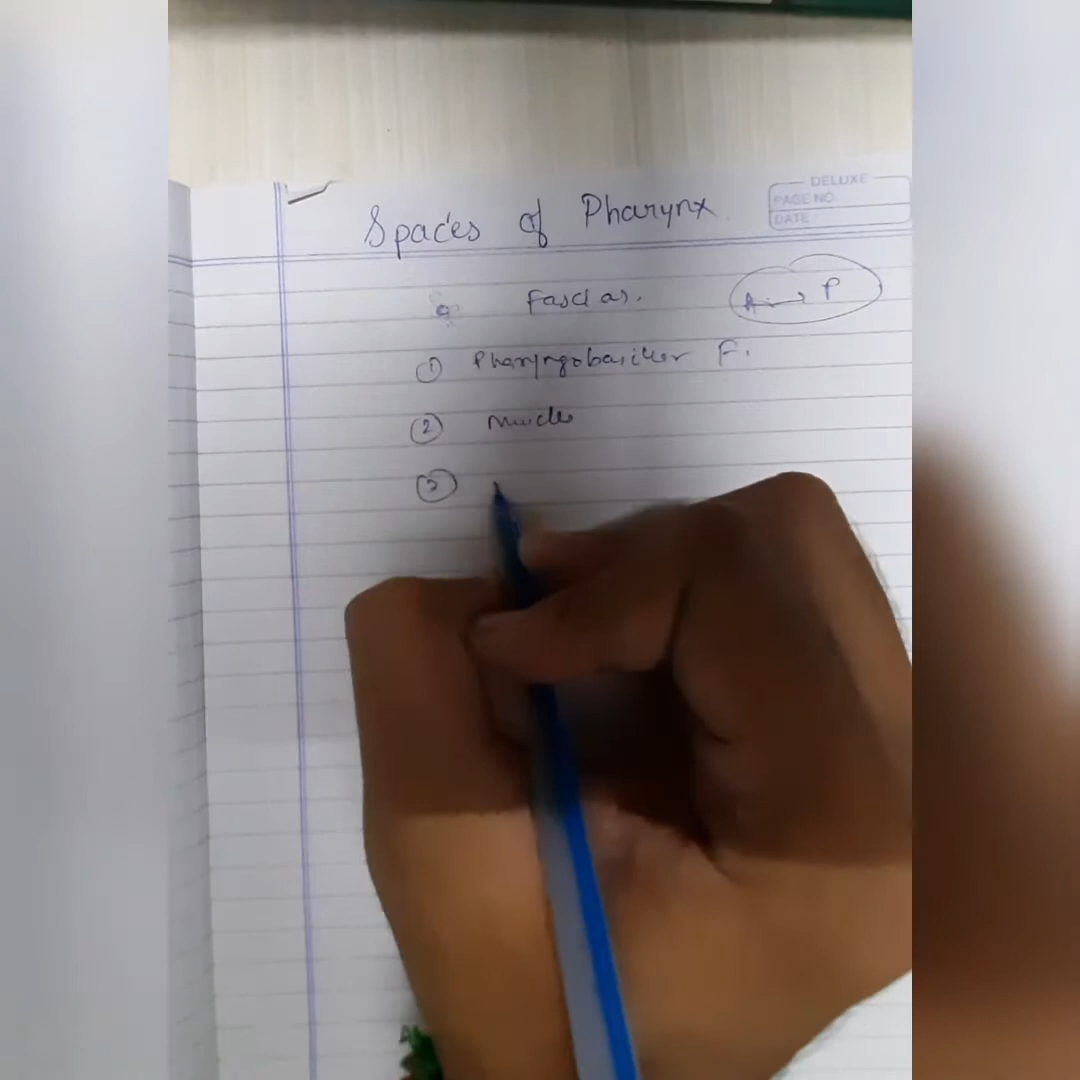 Spaces of Pharynx
DELUXE
PAGE NO.
DATE
Fascias.
A → P
① Pharyngobasilar F.
② Muscle
③